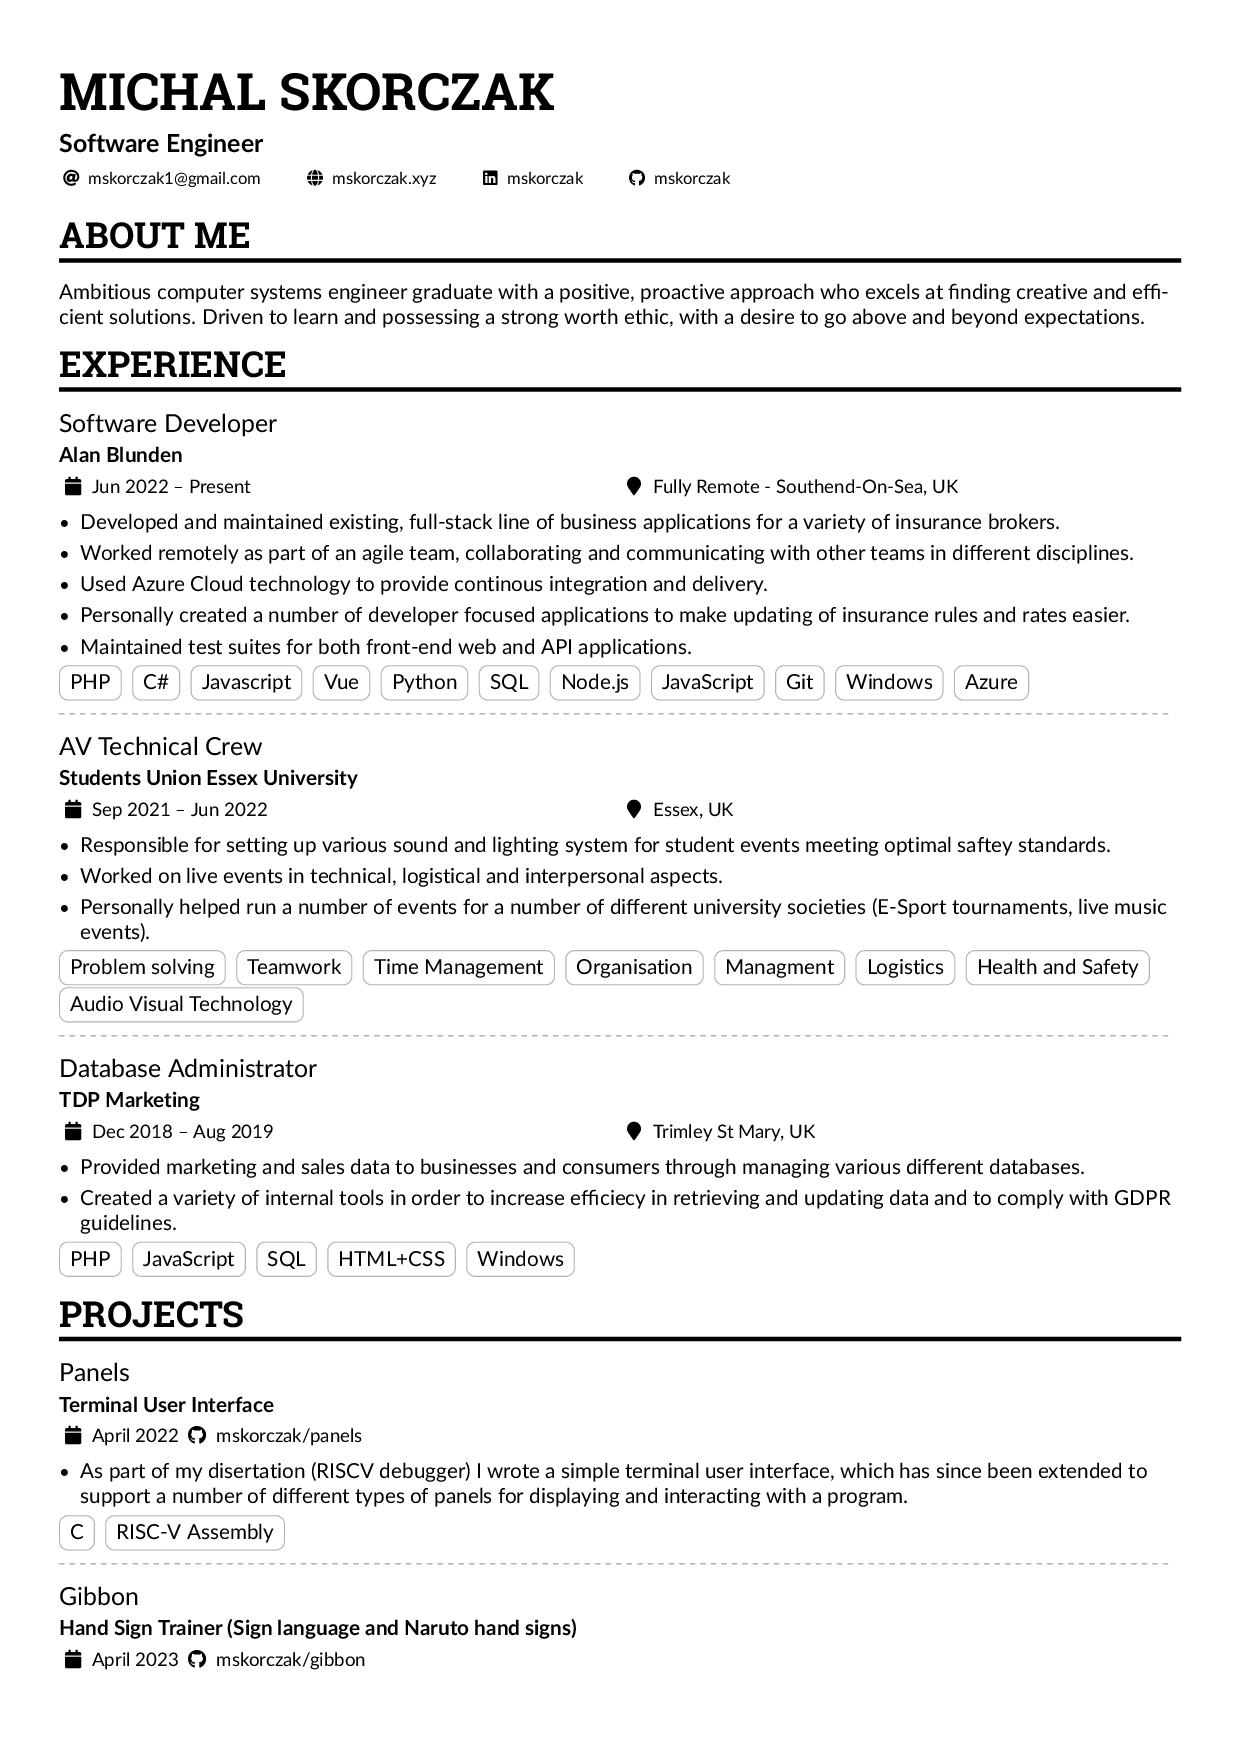 MICHAL SKORCZAK
Software Engineer
mskorczak1@gmail.com mskorczak.xyz mskorczak mskorczak
ABOUT ME
Ambitious computer systems engineer graduate with a positive, proactive approach who excels at finding creative and effi-
cient solutions. Driven to learn and possessing a strong worth ethic, with a desire to go above and beyond expectations.
EXPERIENCE
Software Developer
Alan Blunden
Jun 2022 – Present Fully Remote - Southend-On-Sea, UK
• Developed and maintained existing, full-stack line of business applications for a variety of insurance brokers.
• Worked remotely as part of an agile team, collaborating and communicating with other teams in different disciplines.
• Used Azure Cloud technology to provide continous integration and delivery.
• Personally created a number of developer focused applications to make updating of insurance rules and rates easier.
• Maintained test suites for both front-end web and API applications.
PHP C# Javascript Vue Python SQL Node.js JavaScript Git Windows Azure
AV Technical Crew
Students Union Essex University
Sep 2021 – Jun 2022 Essex, UK
• Responsible for setting up various sound and lighting system for student events meeting optimal saftey standards.
• Worked on live events in technical, logistical and interpersonal aspects.
• Personally helped run a number of events for a number of different university societies (E-Sport tournaments, live music
events).
Problem solving Teamwork Time Management Organisation Managment Logistics Health and Safety
Audio Visual Technology
Database Administrator
TDP Marketing
Dec 2018 – Aug 2019 Trimley St Mary, UK
• Provided marketing and sales data to businesses and consumers through managing various different databases.
• Created a variety of internal tools in order to increase efficiecy in retrieving and updating data and to comply with GDPR
guidelines.
PHP JavaScript SQL HTML+CSS Windows
PROJECTS
Panels
Terminal User Interface
April 2022 mskorczak/panels
• As part of my disertation (RISCV debugger) I wrote a simple terminal user interface, which has since been extended to
support a number of different types of panels for displaying and interacting with a program.
C RISC-V Assembly
Gibbon
Hand Sign Trainer (Sign language and Naruto hand signs)
April 2023 mskorczak/gibbon